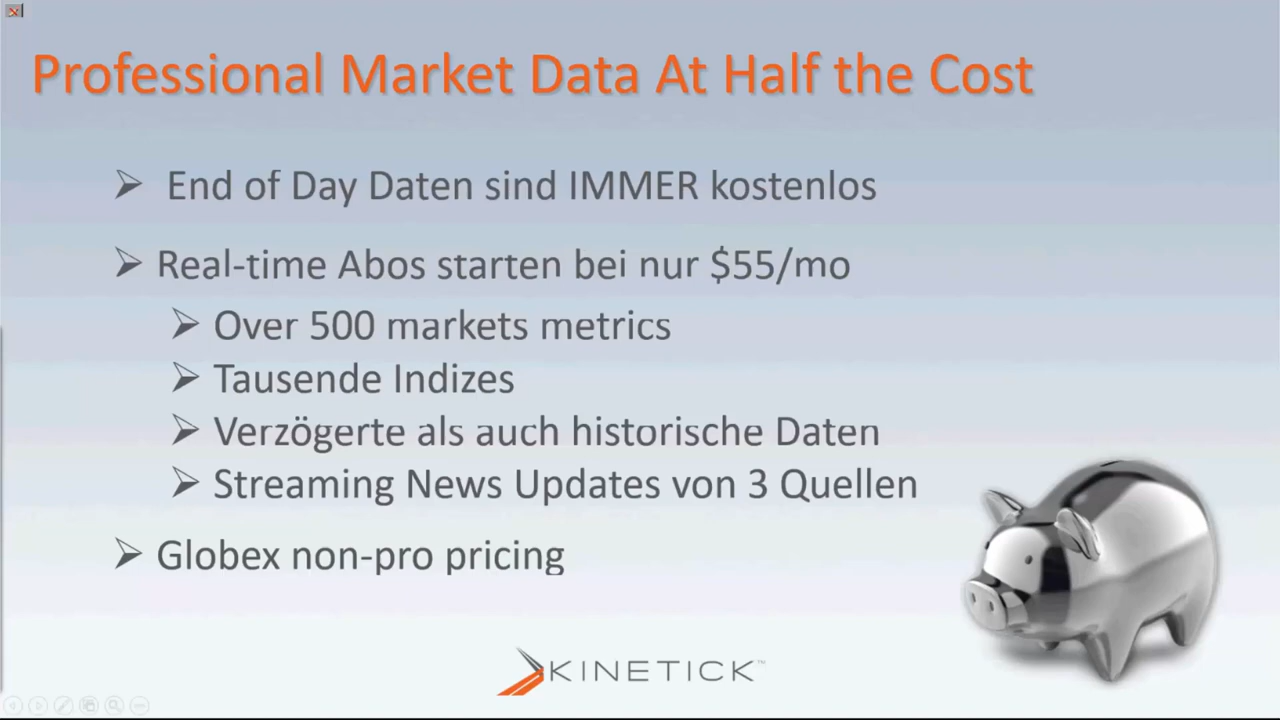 Professional Market Data At Half the Cost
End of Day Daten sind IMMER kostenlos
Real-time Abos starten bei nur $55/mo
Over 500 markets metrics
Tausende Indizes
Verzögerte als auch historische Daten
Streaming News Updates von 3 Quellen
Globex non-pro pricing
KINETICK™